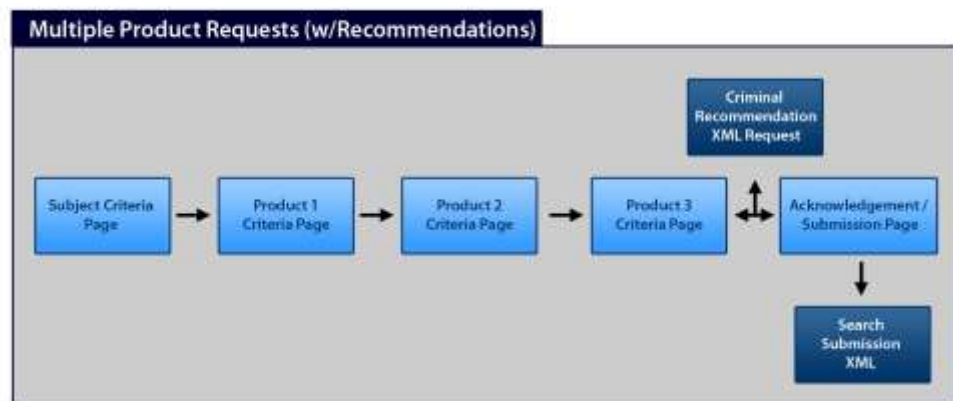 Multiple Product Requests (w/Recommendations)
Criminal
Recommendation
XML Request
Subject Criteria
Page
Product 1
Criteria Page
Product 2
Criteria Page
Product 3
Criteria Page
Acknowledgement /
Submission Page
Search
Submission
XML